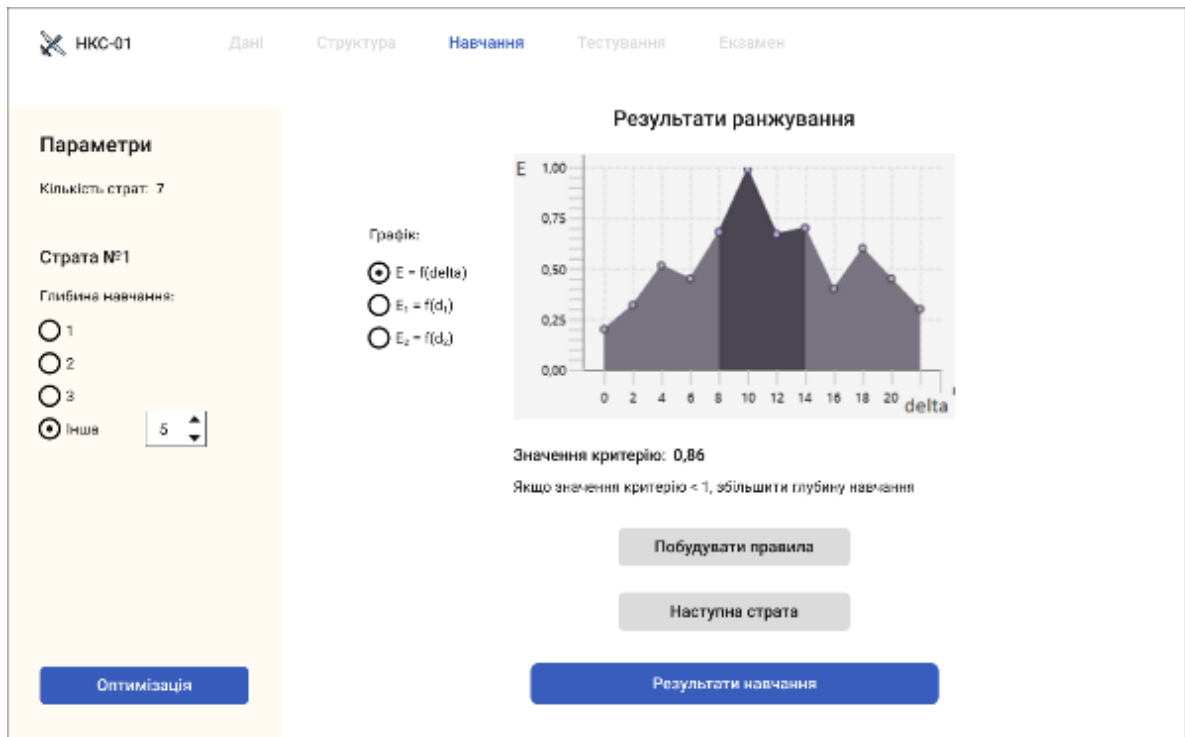 НКС-01 Дані Структура Навчання Тестування Екзамен
Параметри
Кількість страт: 7
Страта №1
Глибина навчання:
1
2
3
Інша 5
Графік:
E = f(delta)
E₁ = f(d₁)
E₂ = f(d₂)
Результати ранжування
E
1,00
0,75
0,50
0,25
0,00
0 2 4 6 8 10 12 14 16 18 20
delta
Значення критерію: 0,86
Якщо значення критерію < 1, збільшити глубину навчання
Побудувати правила
Наступна страта
Оптимізація
Результати навчання